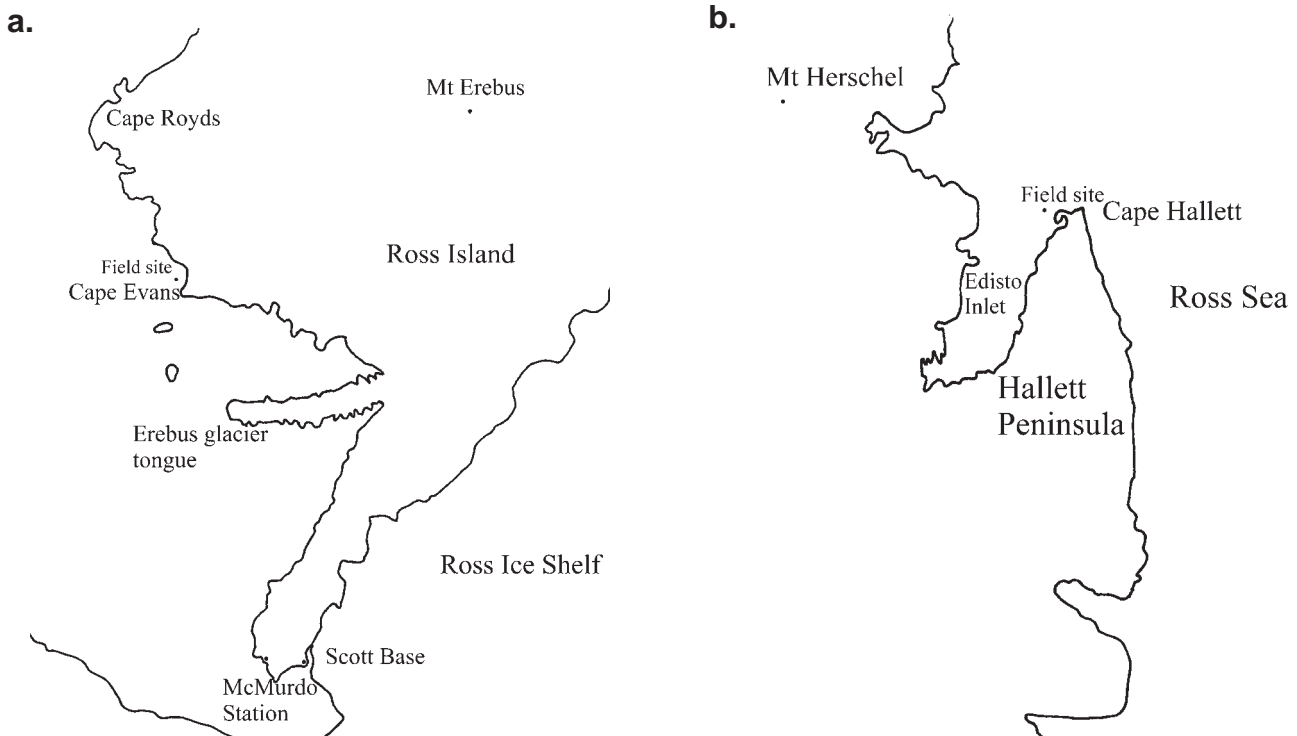 a.
Mt Erebus
Cape Royds
Ross Island
Field site
Cape Evans
Erebus glacier
tongue
Ross Ice Shelf
Scott Base
McMurdo
Station
b.
Mt Herschel
Field site
Cape Hallett
Edisto
Inlet
Ross Sea
Hallett
Peninsula